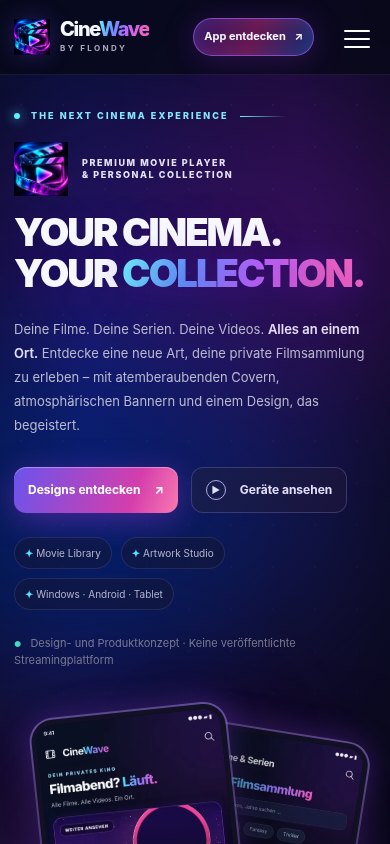 CineWave
BY FLONDY
App entdecken ↗
THE NEXT CINEMA EXPERIENCE
PREMIUM MOVIE PLAYER
& PERSONAL COLLECTION
YOUR CINEMA.
YOUR COLLECTION.
Deine Filme. Deine Serien. Deine Videos. Alles an einem
Ort. Entdecke eine neue Art, deine private Filmsammlung
zu erleben – mit atemberaubenden Covern,
atmosphärischen Bannern und einem Design, das
begeistert.
Designs entdecken ↗
Geräte ansehen
✦ Movie Library
✦ Artwork Studio
✦ Windows · Android · Tablet
Design- und Produktkonzept · Keine veröffentlichte
Streamingplattform
9:41
CineWave
DEIN PRIVATES KINO
Filmabend? Läuft.
Alle Filme. Alle Videos. Ein Ort.
WEITER ANSEHEN
& Serien
Filmsammlung
suchen ...
Fantasy
Thriller